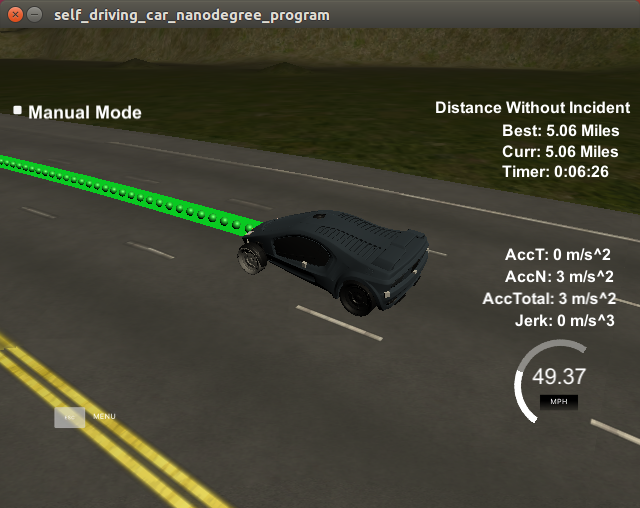 self_driving_car_nanodegree_program
Manual Mode
Distance Without Incident
Best: 5.06 Miles
Curr: 5.06 Miles
Timer: 0:06:26
AccT: 0 m/s^2
AccN: 3 m/s^2
AccTotal: 3 m/s^2
Jerk: 0 m/s^3
49.37
MPH
MENU